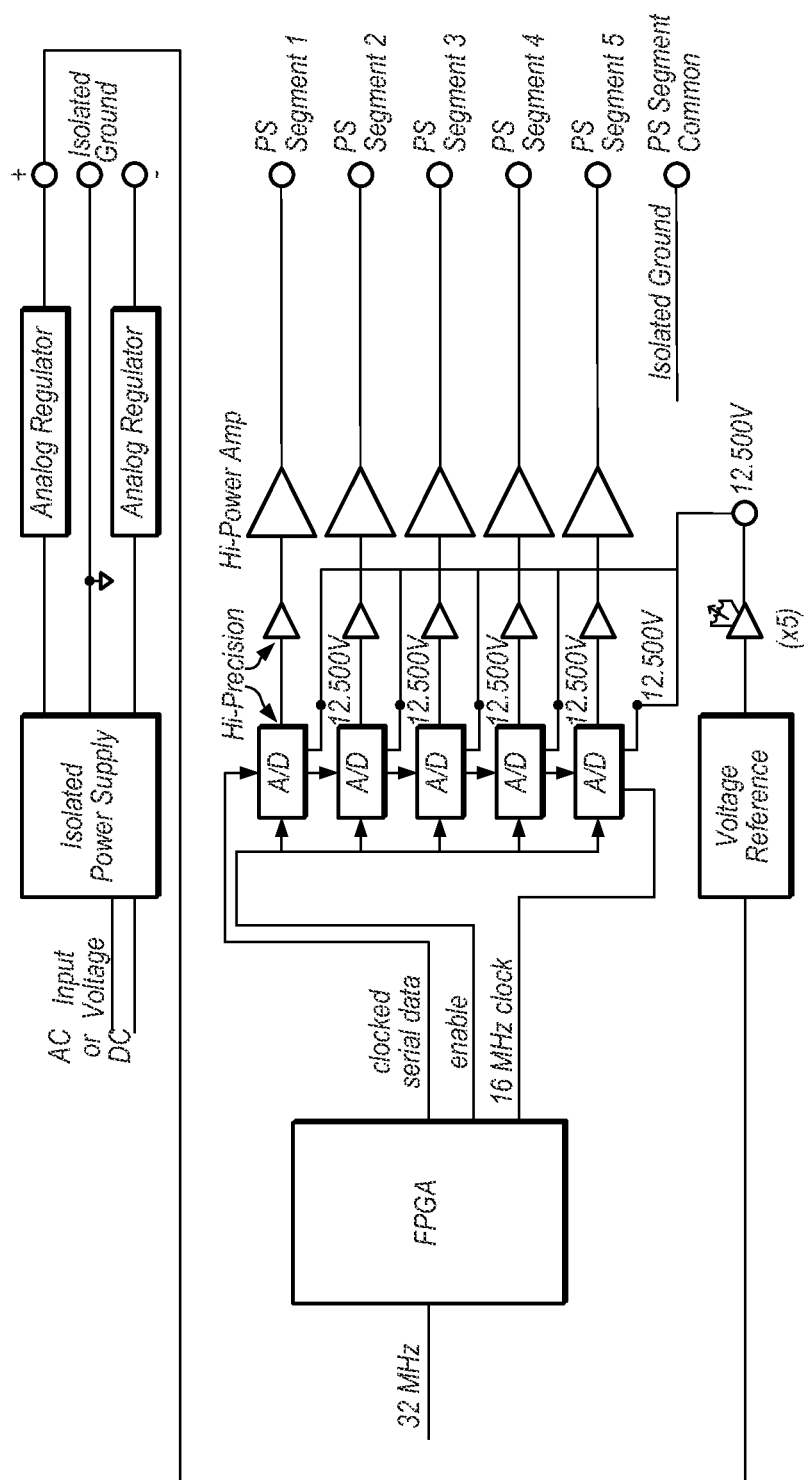 AC Input
or Voltage
DC
Isolated
Power Supply
Analog Regulator
Analog Regulator
+
Isolated
Ground
-
32 MHz
FPGA
clocked
serial data
enable
16 MHz clock
Hi-Precision
Hi-Power Amp
A/D
12.500V
PS
Segment 1
A/D
12.500V
PS
Segment 2
A/D
12.500V
PS
Segment 3
A/D
12.500V
PS
Segment 4
A/D
12.500V
PS
Segment 5
Isolated Ground
PS Segment
Common
Voltage
Reference
(x5)
12.500V